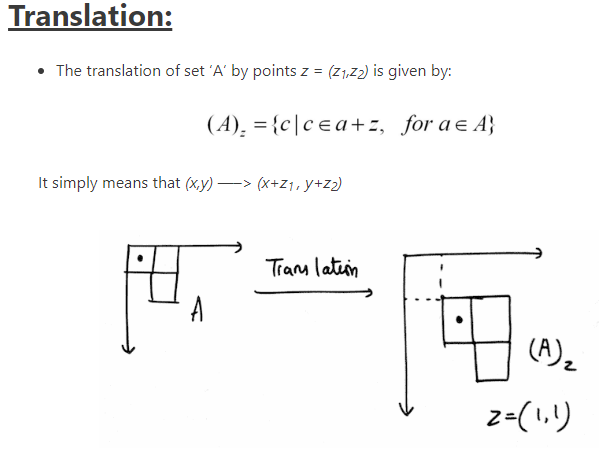 Translation:
• The translation of set ‘A’ by points z = (z₁,z₂) is given by:
(A)z = {c | c ∈ a + z, for a ∈ A}
It simply means that (x,y) —–> (x+z₁ , y+z₂)
Translation
A
(A)z
z=(1,1)